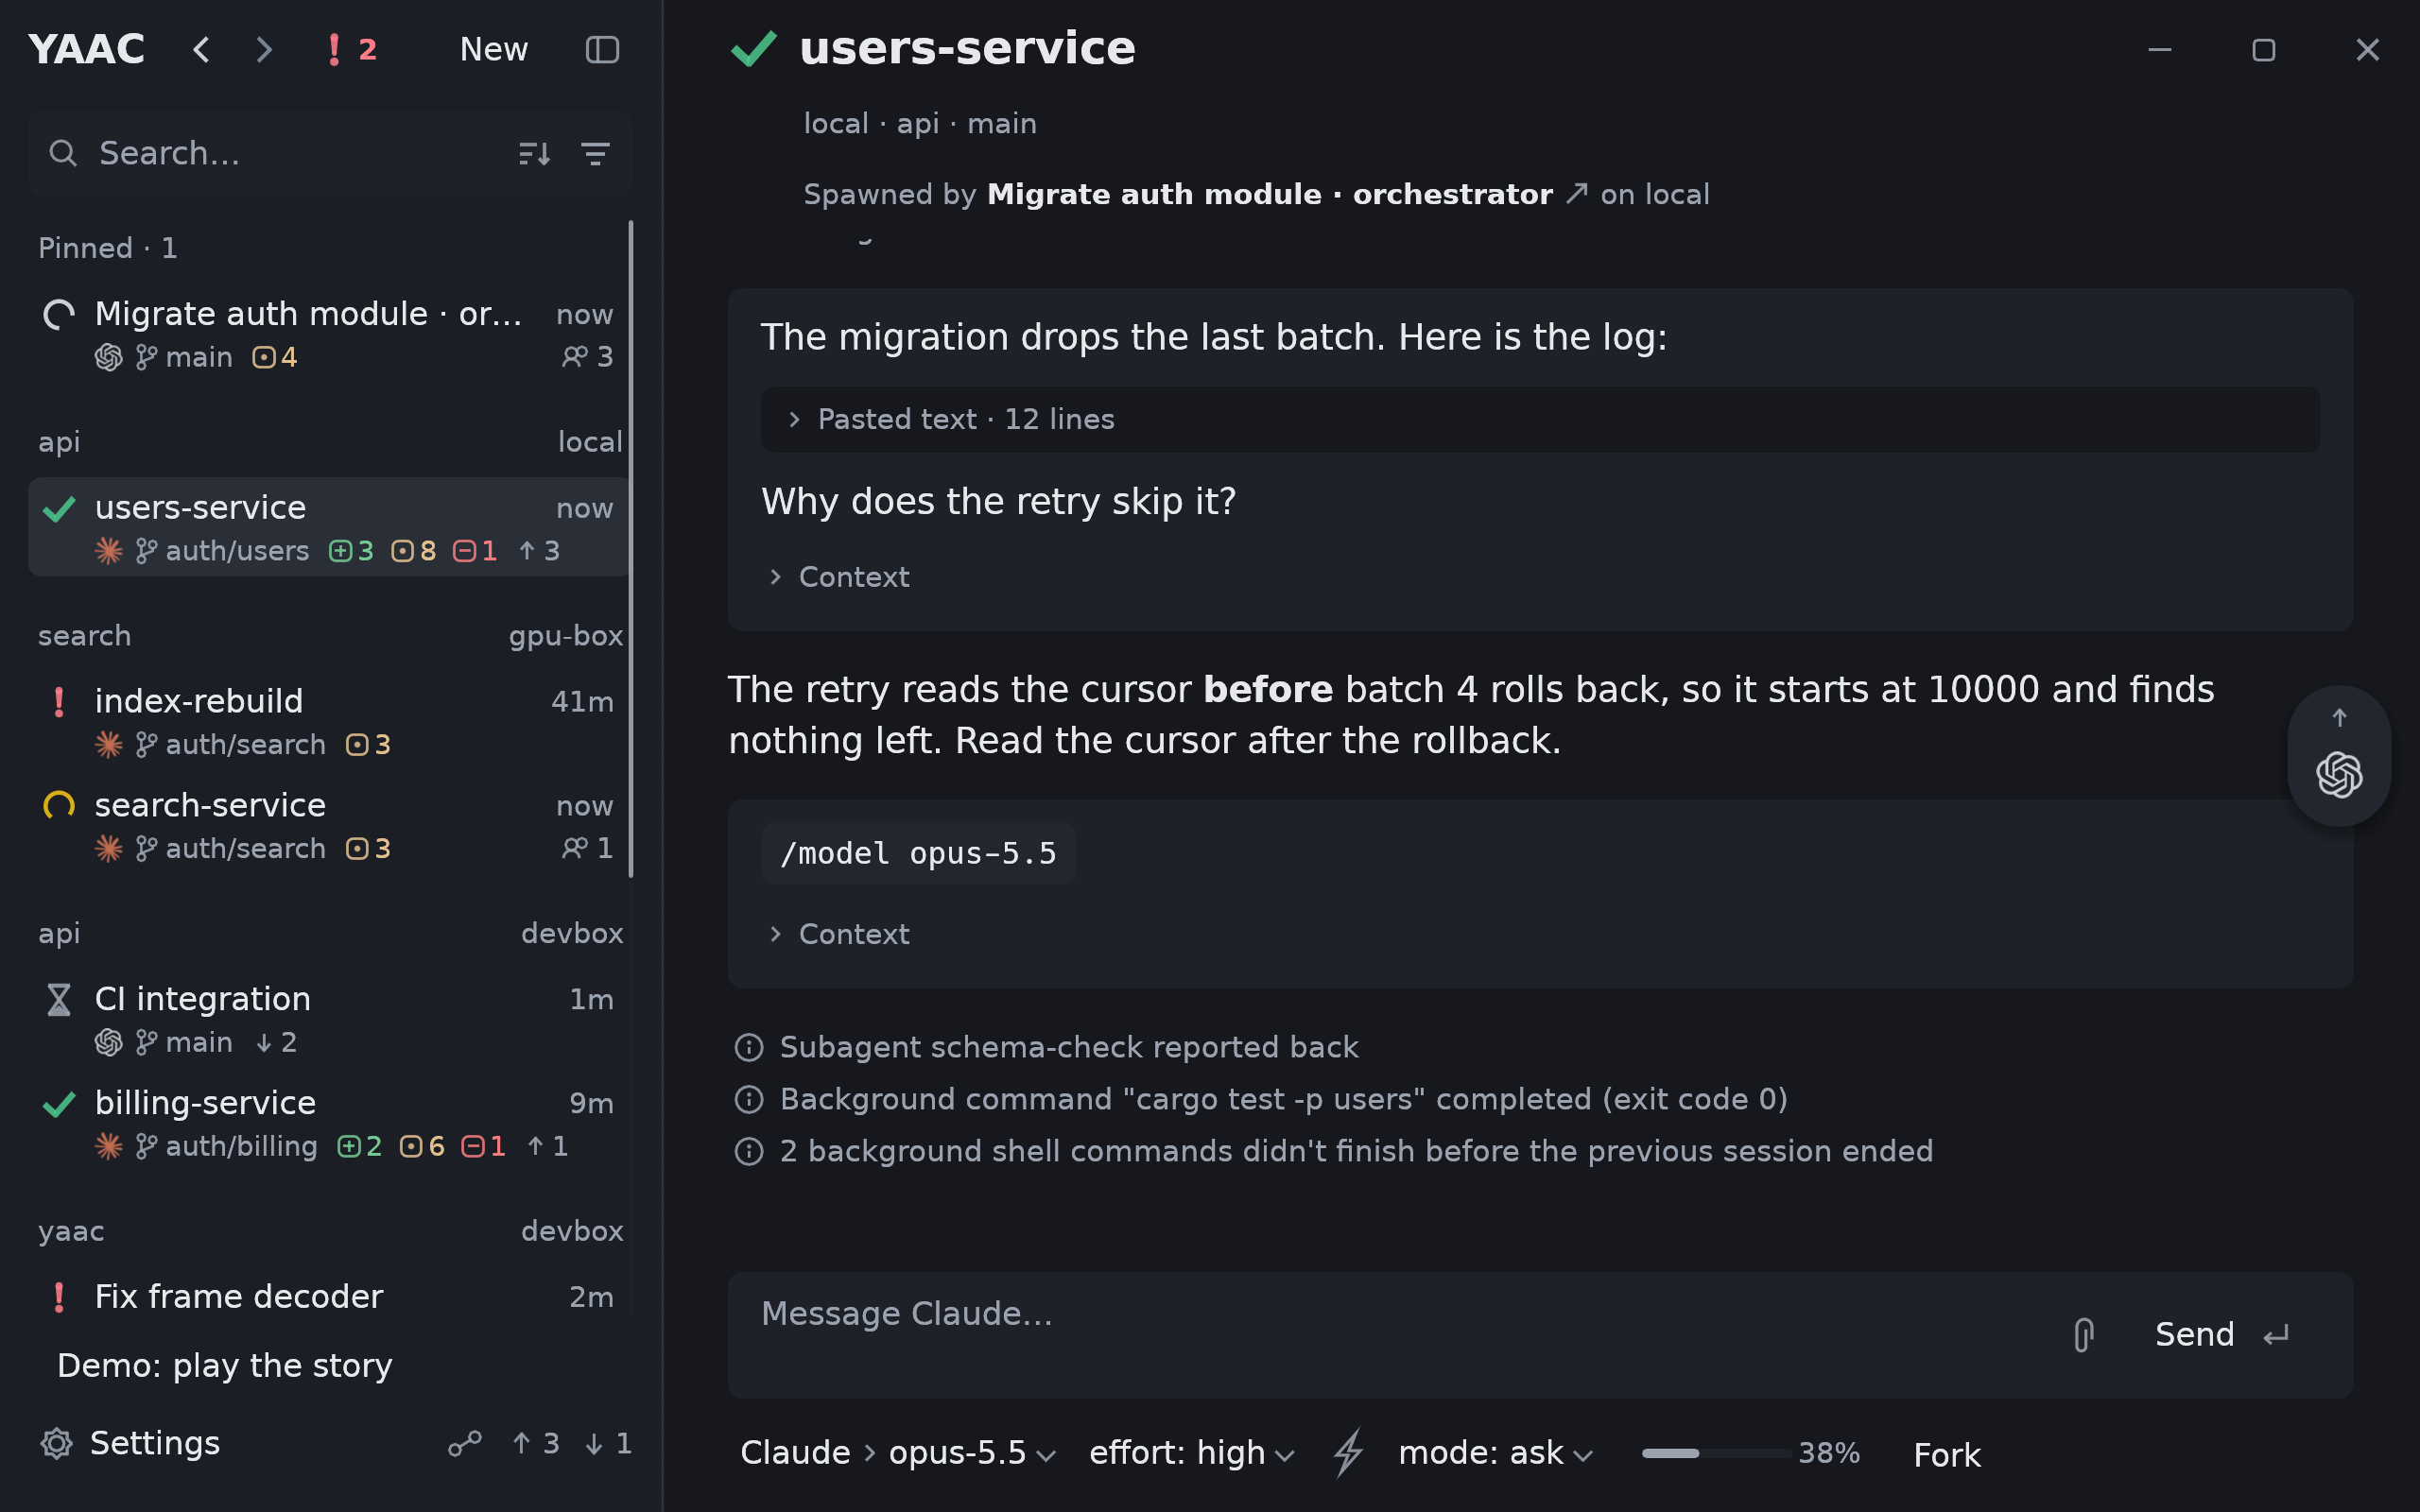 YAAC 2 New
Search...
Pinned · 1
Migrate auth module · or... now
main 4 3
api local
users-service now
auth/users 3 8 1 ↑ 3
search gpu-box
index-rebuild 41m
auth/search 3
search-service now
auth/search 3 1
api devbox
CI integration 1m
main ↓ 2
billing-service 9m
auth/billing 2 6 1 ↑ 1
yaac devbox
Fix frame decoder 2m
Demo: play the story
Settings ↑ 3 ↓ 1
users-service
local · api · main
Spawned by Migrate auth module · orchestrator ↗ on local
The migration drops the last batch. Here is the log:
Pasted text · 12 lines
Why does the retry skip it?
Context
The retry reads the cursor before batch 4 rolls back, so it starts at 10000 and finds
nothing left. Read the cursor after the rollback.
/model opus-5.5
Context
Subagent schema-check reported back
Background command "cargo test -p users" completed (exit code 0)
2 background shell commands didn't finish before the previous session ended
Message Claude...
Send
Claude › opus-5.5 effort: high mode: ask 38% Fork